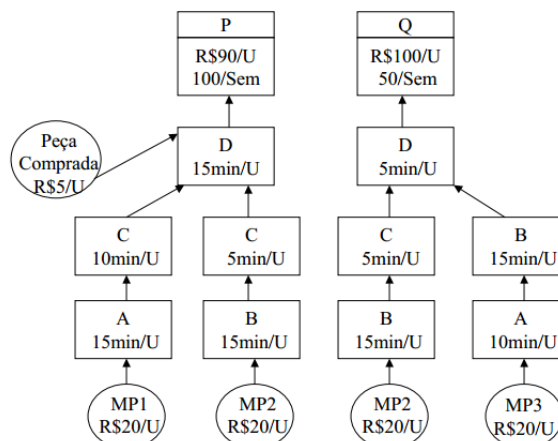 P
R$90/U
100/Sem
Q
R$100/U
50/Sem
Peça
Comprada
R$5/U
D
15min/U
D
5min/U
C
10min/U
C
5min/U
C
5min/U
B
15min/U
A
15min/U
B
15min/U
B
15min/U
A
10min/U
MP1
R$20/U
MP2
R$20/U
MP2
R$20/U
MP3
R$20/U